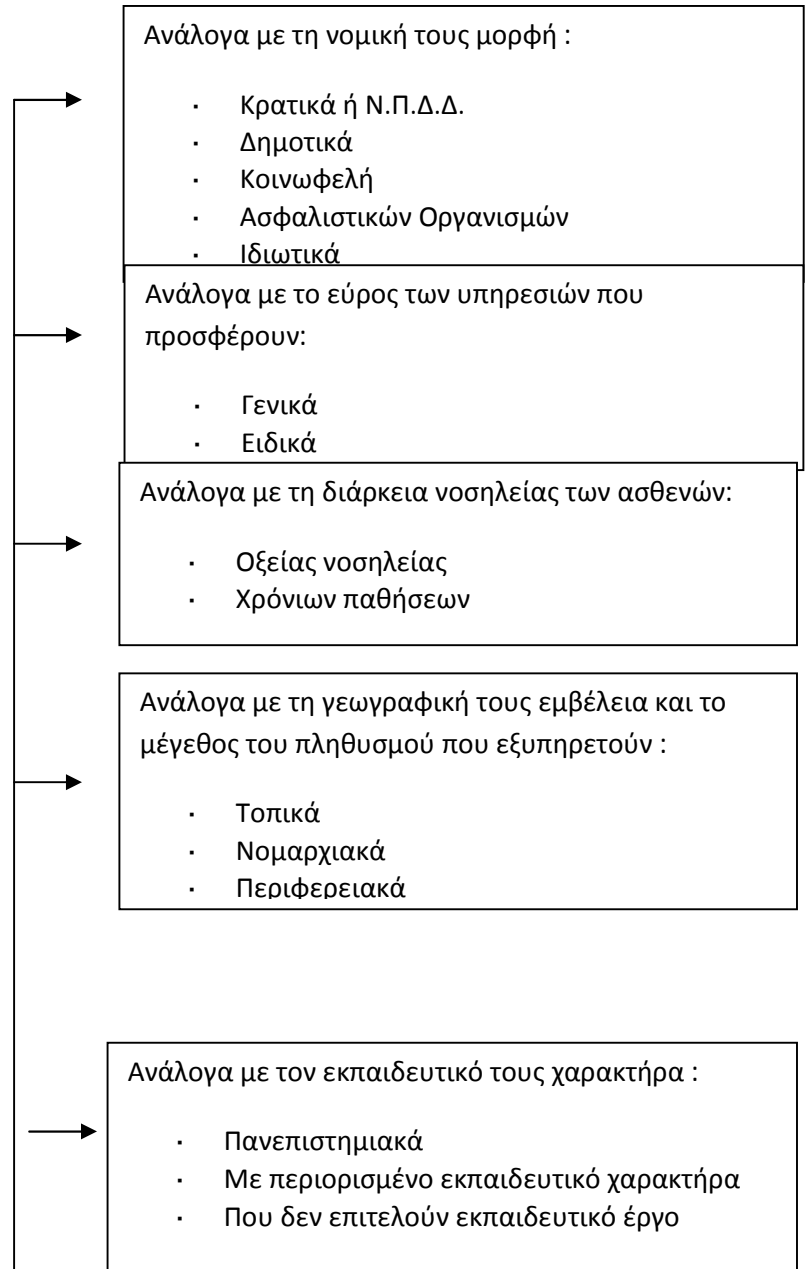 Ανάλογα με τη νομική τους μορφή :
· Κρατικά ή Ν.Π.Δ.Δ.
· Δημοτικά
· Κοινωφελή
· Ασφαλιστικών Οργανισμών
· Ιδιωτικά
Ανάλογα με το εύρος των υπηρεσιών που
προσφέρουν:
· Γενικά
· Ειδικά
Ανάλογα με τη διάρκεια νοσηλείας των ασθενών:
· Οξείας νοσηλείας
· Χρόνιων παθήσεων
Ανάλογα με τη γεωγραφική τους εμβέλεια και το
μέγεθος του πληθυσμού που εξυπηρετούν :
· Τοπικά
· Νομαρχιακά
· Περιφερειακά
Ανάλογα με τον εκπαιδευτικό τους χαρακτήρα :
· Πανεπιστημιακά
· Με περιορισμένο εκπαιδευτικό χαρακτήρα
· Που δεν επιτελούν εκπαιδευτικό έργο